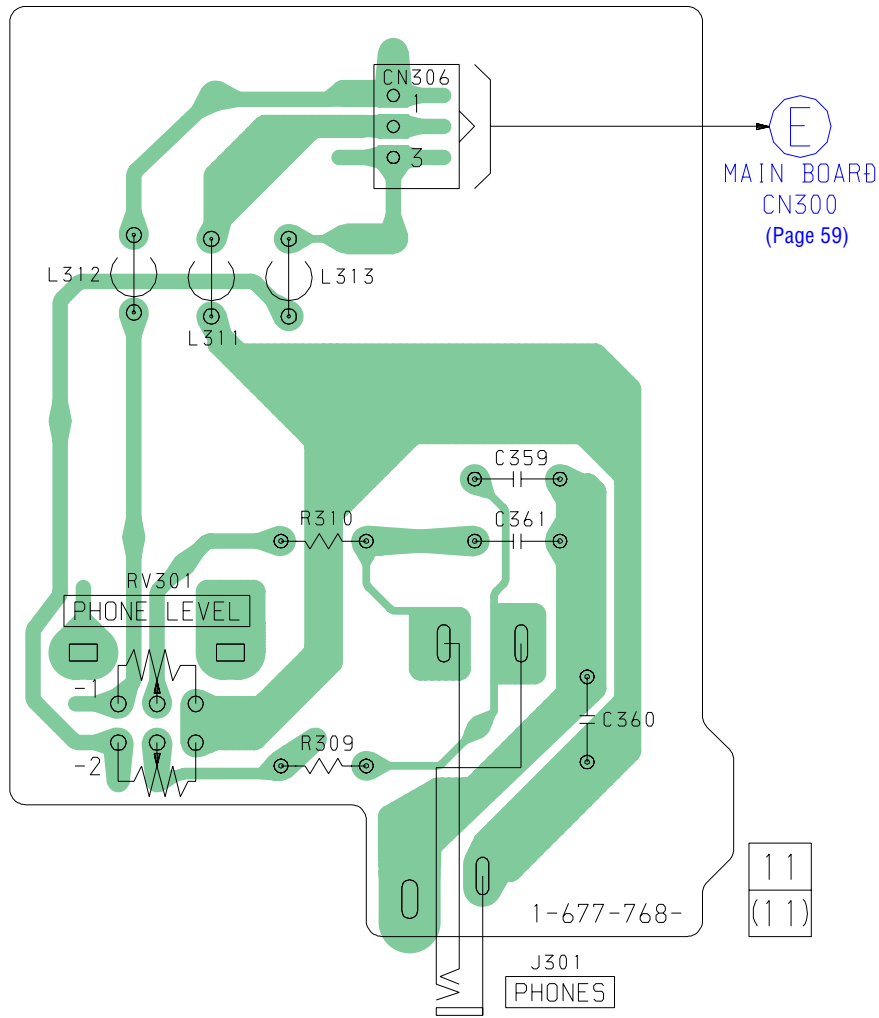 CN306
1
3
E
MAIN BOARD
CN300
(Page 59)
L312
L313
L311
C359
R310
C361
RV301
PHONE LEVEL
-1
C360
R309
-2
11
(11)
1-677-768-
J301
PHONES